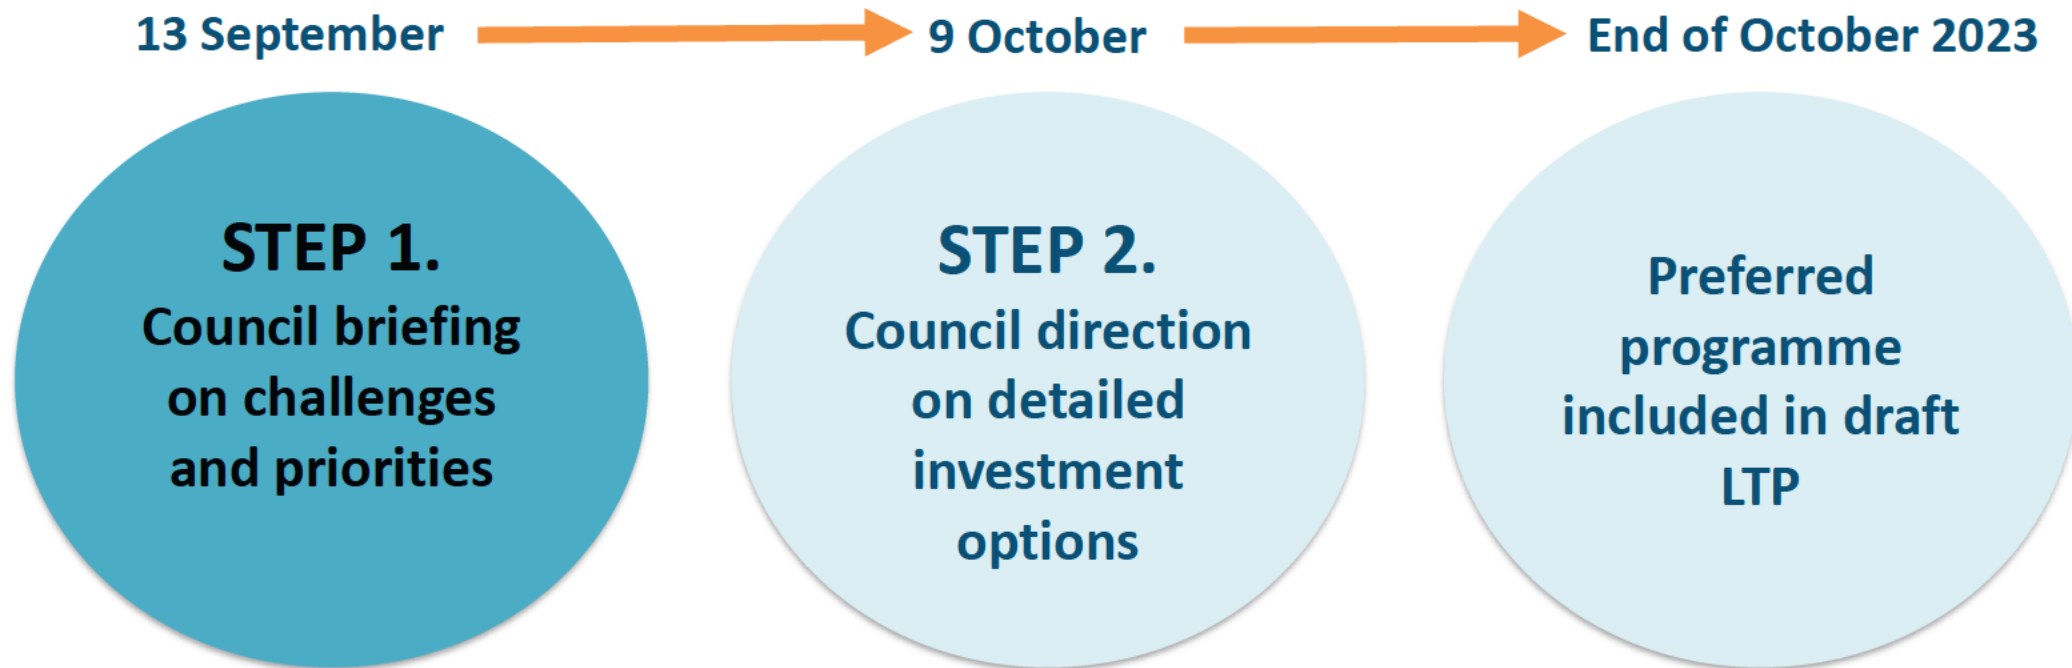 13 September
9 October
End of October 2023
STEP 1.
Council briefing
on challenges
and priorities
STEP 2.
Council direction
on detailed
investment
options
Preferred
programme
included in draft
LTP